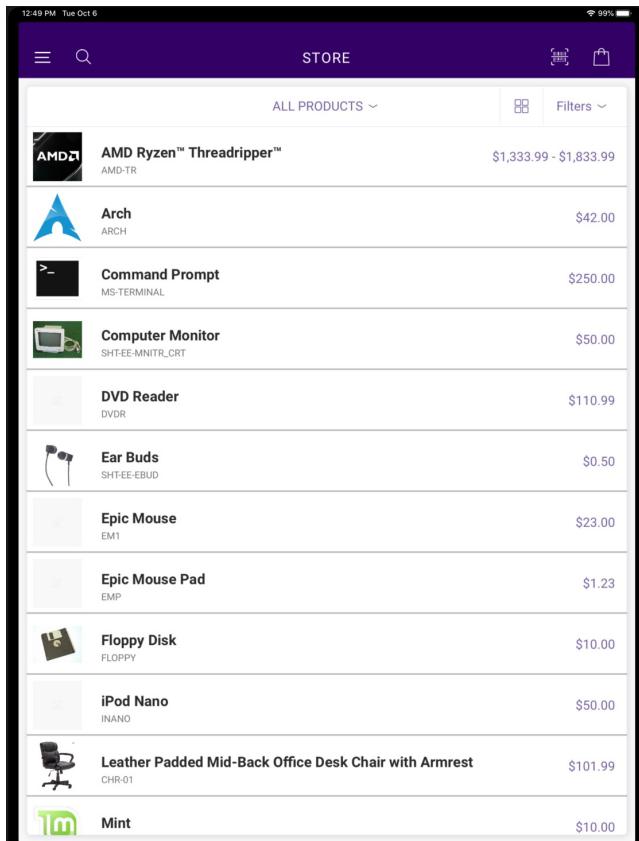 12:49 PM Tue Oct 6
99%
STORE
ALL PRODUCTS
Filters
AMD
AMD Ryzen™ Threadripper™
AMD-TR
$1,333.99 - $1,833.99
Arch
ARCH
$42.00
>_
Command Prompt
MS-TERMINAL
$250.00
Computer Monitor
SHT-EE-MNITR_CRT
$50.00
DVD Reader
DVDR
$110.99
Ear Buds
SHT-EE-EBUD
$0.50
Epic Mouse
EM1
$23.00
Epic Mouse Pad
EMP
$1.23
Floppy Disk
FLOPPY
$10.00
iPod Nano
INANO
$50.00
Leather Padded Mid-Back Office Desk Chair with Armrest
CHR-01
$101.99
Mint
$10.00